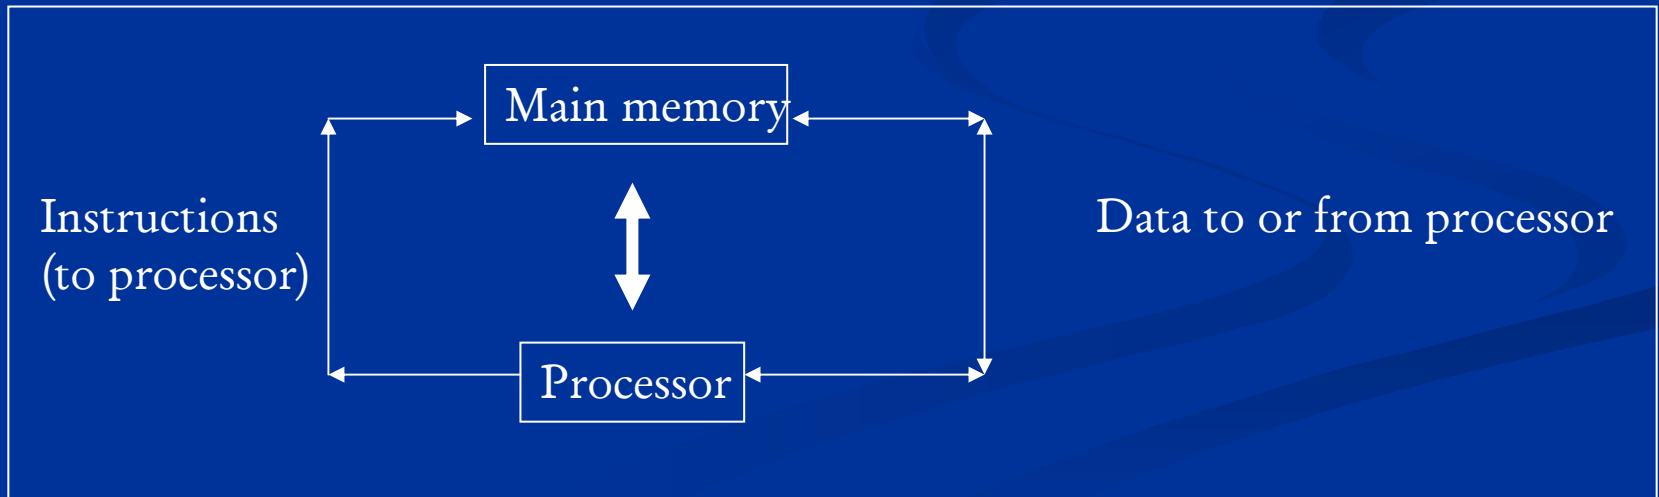 Main memory
Instructions
(to processor)
Data to or from processor
Processor